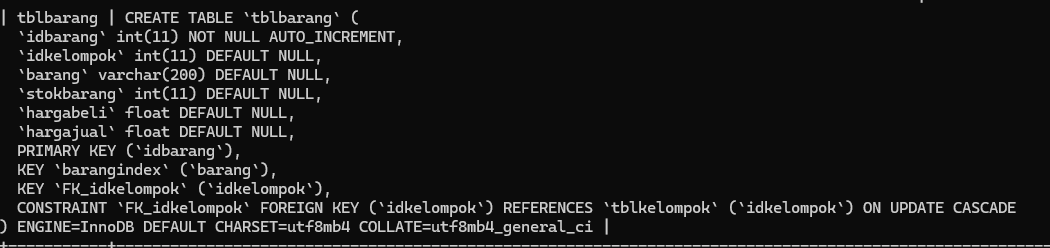 | tblbarang | CREATE TABLE `tblbarang` (
  `idbarang` int(11) NOT NULL AUTO_INCREMENT,
  `idkelompok` int(11) DEFAULT NULL,
  `barang` varchar(200) DEFAULT NULL,
  `stokbarang` int(11) DEFAULT NULL,
  `hargabeli` float DEFAULT NULL,
  `hargajual` float DEFAULT NULL,
  PRIMARY KEY (`idbarang`),
  KEY `barangindex` (`barang`),
  KEY `FK_idkelompok` (`idkelompok`),
  CONSTRAINT `FK_idkelompok` FOREIGN KEY (`idkelompok`) REFERENCES `tblkelompok` (`idkelompok`) ON UPDATE CASCADE
) ENGINE=InnoDB DEFAULT CHARSET=utf8mb4 COLLATE=utf8mb4_general_ci |